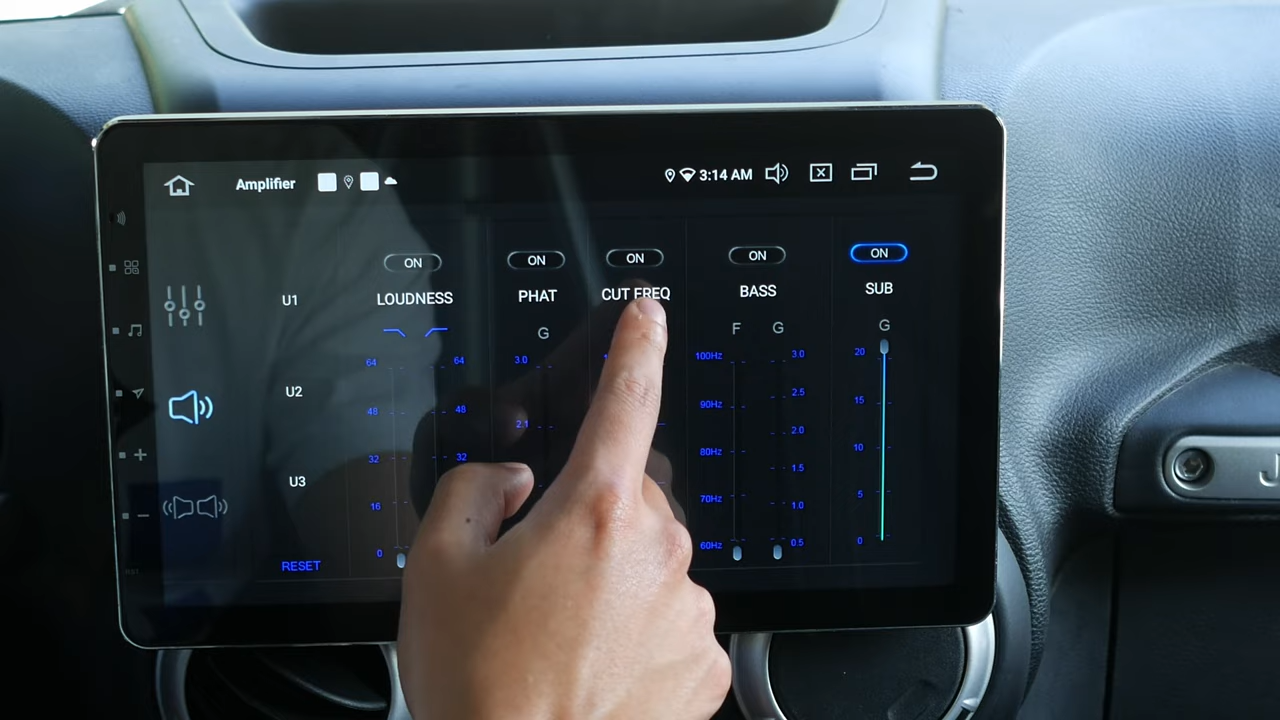 Amplifier
3:14 AM
ON
ON
ON
ON
ON
U1
LOUDNESS
PHAT
CUT FREQ
BASS
SUB
G
F
G
G
64
64
3.0
100Hz
3.0
20
U2
48
48
2.1
90Hz
2.5
15
2.0
32
32
80Hz
1.5
10
U3
16
70Hz
1.0
5
0
60Hz
0.5
0
RESET
J